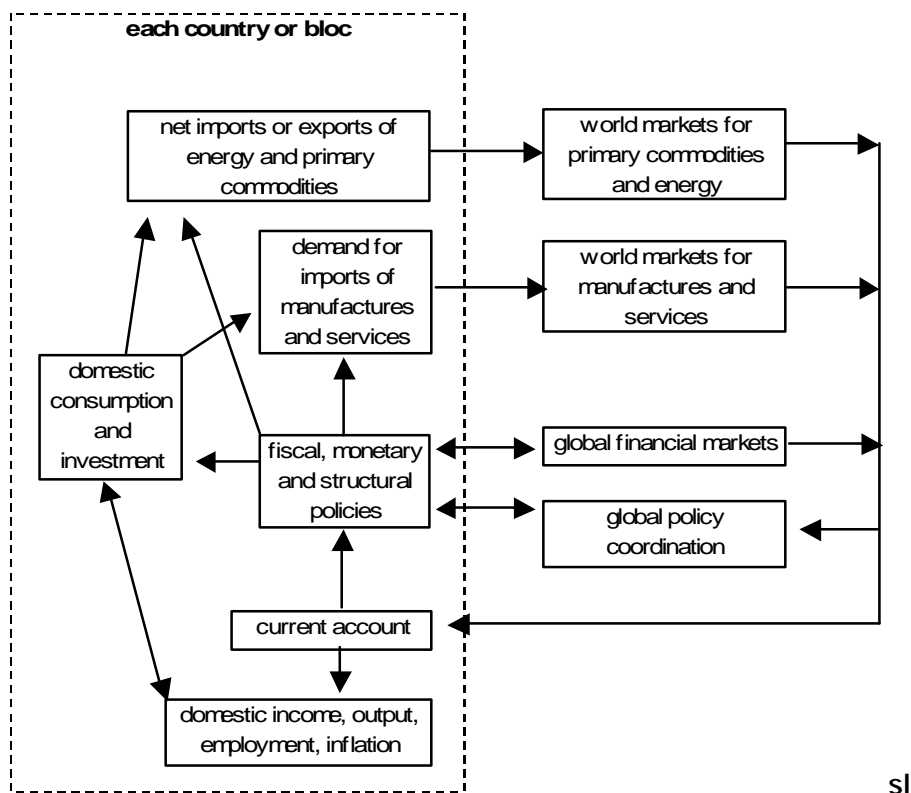 each country or bloc
net imports or exports of
energy and primary
commodities
world markets for
primary commodities
and energy
demand for
imports of
manufactures
and services
world markets for
manufactures and
services
domestic
consumption
and
investment
fiscal, monetary
and structural
policies
global financial markets
global policy
coordination
current account
domestic income, output,
employment, inflation
sl